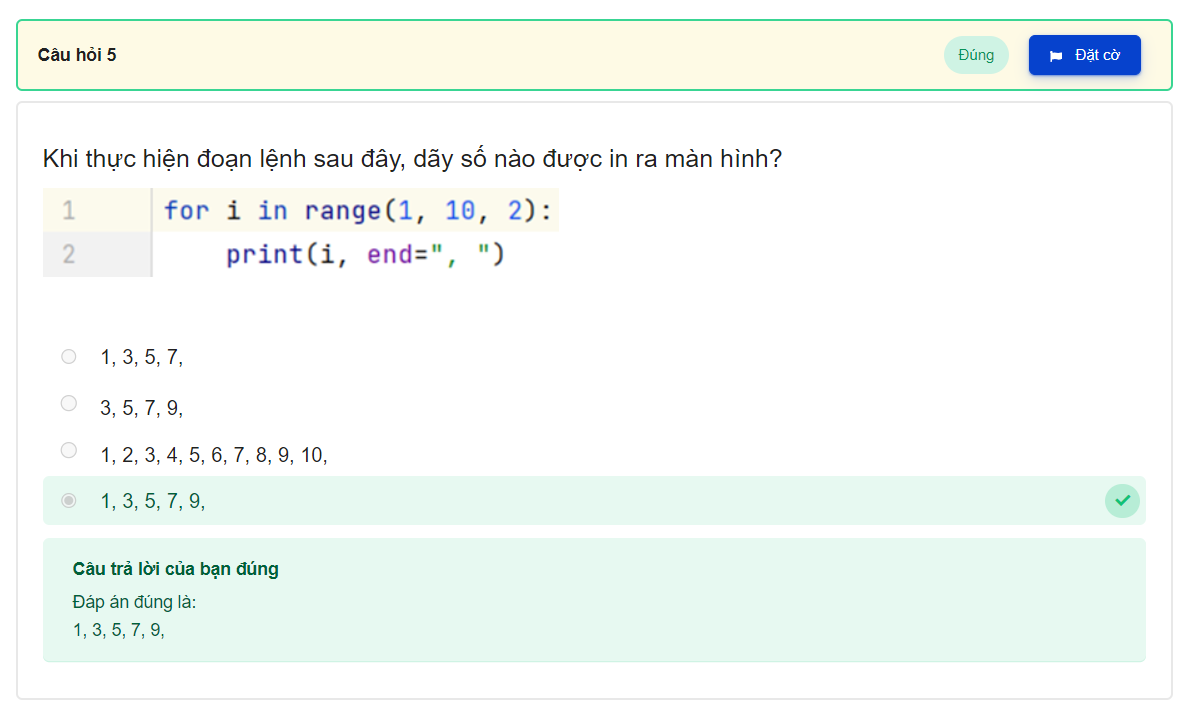 Câu hỏi 5
Đúng
Đặt cờ
Khi thực hiện đoạn lệnh sau đây, dãy số nào được in ra màn hình?
1 for i in range(1, 10, 2):
2     print(i, end=", ")
1, 3, 5, 7,
3, 5, 7, 9,
1, 2, 3, 4, 5, 6, 7, 8, 9, 10,
1, 3, 5, 7, 9,
Câu trả lời của bạn đúng
Đáp án đúng là:
1, 3, 5, 7, 9,